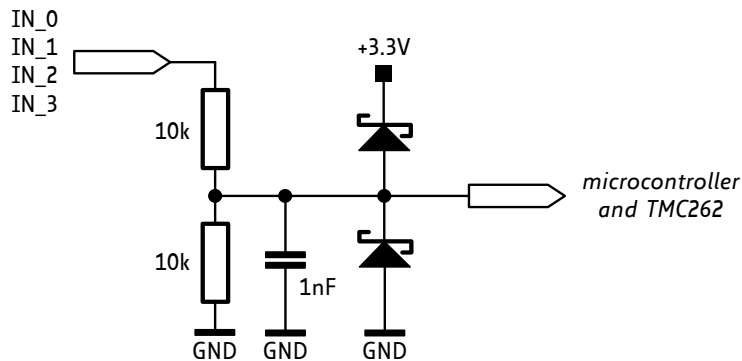 IN_0
IN_1
IN_2
IN_3
+3.3V
10k
microcontroller
and TMC262
10k
1nF
GND
GND
GND